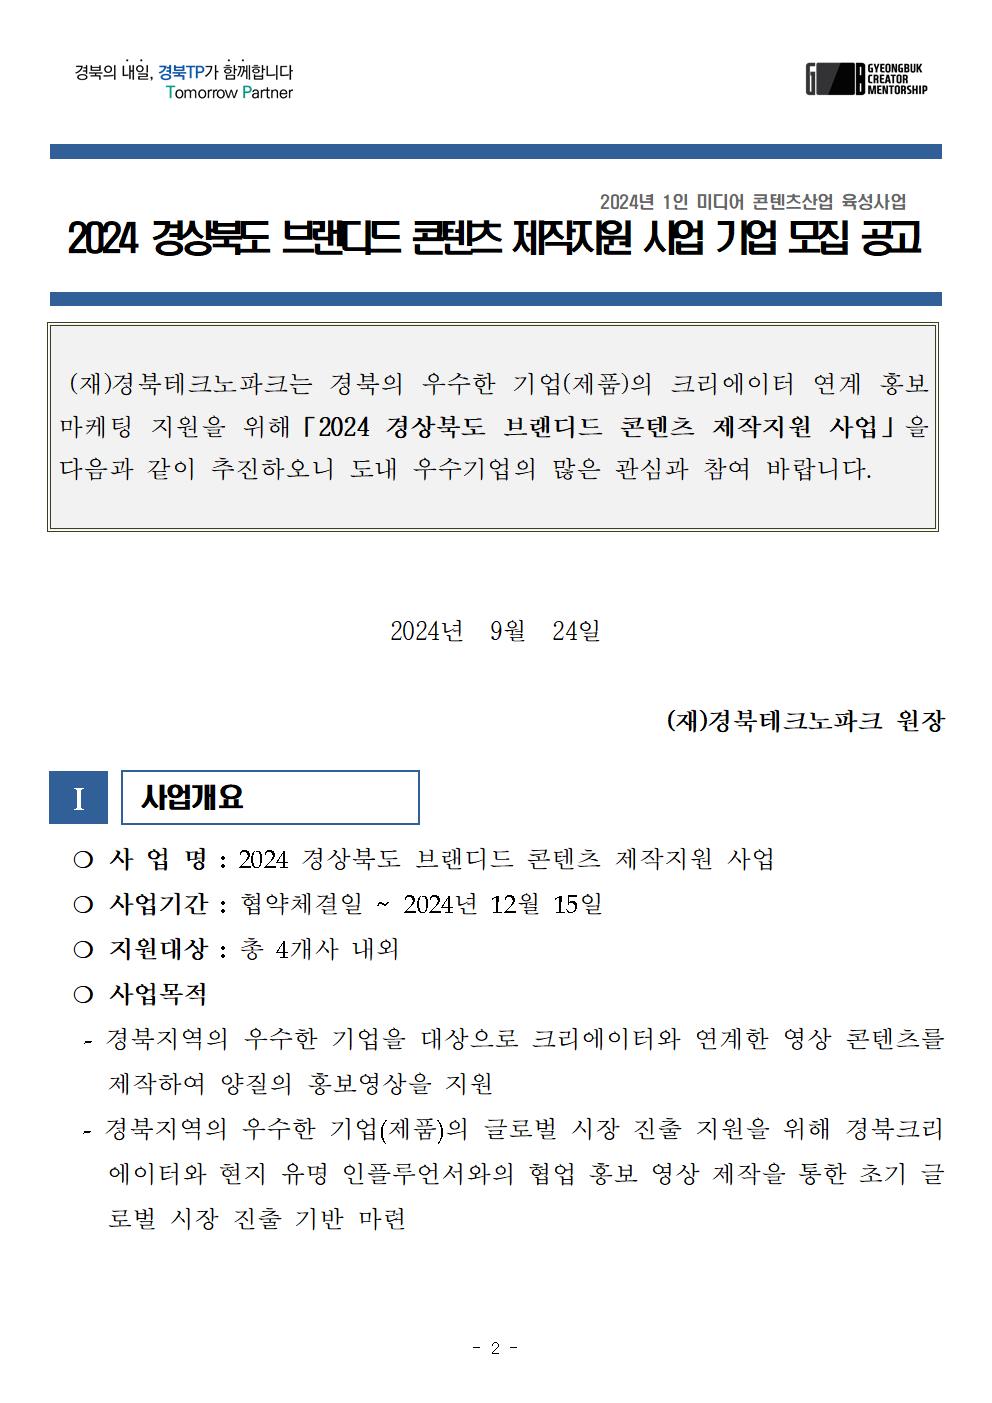 경북의 내일, 경북TP가 함께합니다
Tomorrow Partner
GYEONGBUK
CREATOR
MENTORSHIP
2024년 1인 미디어 콘텐츠산업 육성사업
2024 경상북도 브랜디드 콘텐츠 제작지원 사업 기업 모집 공고
(재)경북테크노파크는 경북의 우수한 기업(제품)의 크리에이터 연계 홍보
마케팅 지원을 위해「2024 경상북도 브랜디드 콘텐츠 제작지원 사업」을
다음과 같이 추진하오니 도내 우수기업의 많은 관심과 참여 바랍니다.
2024년 9월 24일
(재)경북테크노파크 원장
Ⅰ 사업개요
❍ 사 업 명 : 2024 경상북도 브랜디드 콘텐츠 제작지원 사업
❍ 사업기간 : 협약체결일 ~ 2024년 12월 15일
❍ 지원대상 : 총 4개사 내외
❍ 사업목적
- 경북지역의 우수한 기업을 대상으로 크리에이터와 연계한 영상 콘텐츠를
제작하여 양질의 홍보영상을 지원
- 경북지역의 우수한 기업(제품)의 글로벌 시장 진출 지원을 위해 경북크리
에이터와 현지 유명 인플루언서와의 협업 홍보 영상 제작을 통한 초기 글
로벌 시장 진출 기반 마련
- 2 -